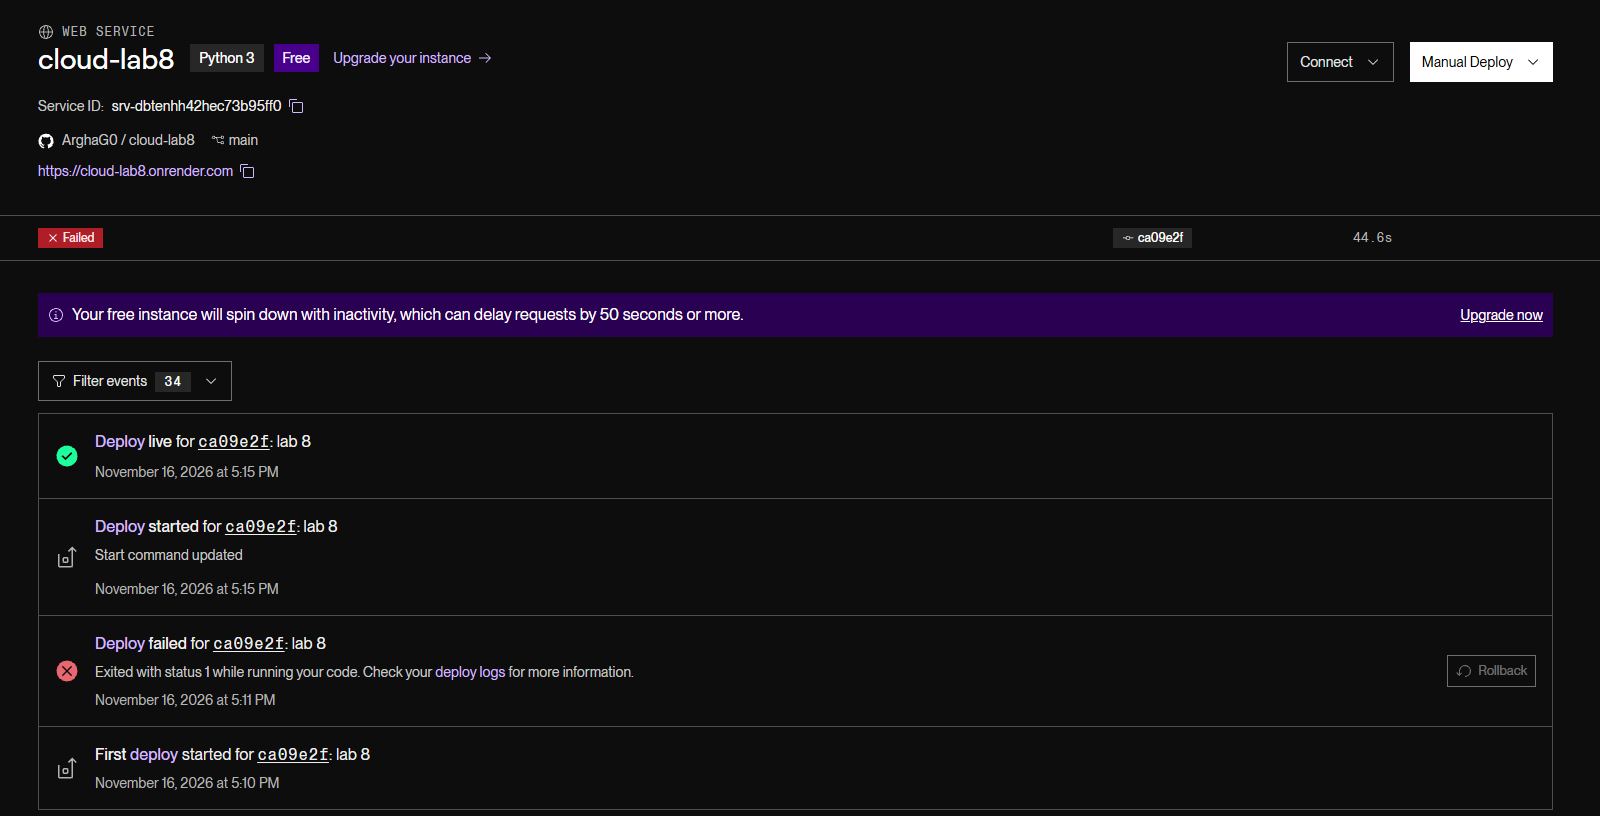 WEB SERVICE
cloud-lab8 Python 3 Free Upgrade your instance →
Connect Manual Deploy
Service ID: srv-dbtenhh42hec73b95ff0
ArghaG0 / cloud-lab8 main
https://cloud-lab8.onrender.com
Failed ca09e2f 44.6s
Your free instance will spin down with inactivity, which can delay requests by 50 seconds or more. Upgrade now
Filter events 34
Deploy live for ca09e2f: lab 8
November 16, 2026 at 5:15 PM
Deploy started for ca09e2f: lab 8
Start command updated
November 16, 2026 at 5:15 PM
Deploy failed for ca09e2f: lab 8
Exited with status 1 while running your code. Check your deploy logs for more information.
Rollback
November 16, 2026 at 5:11 PM
First deploy started for ca09e2f: lab 8
November 16, 2026 at 5:10 PM